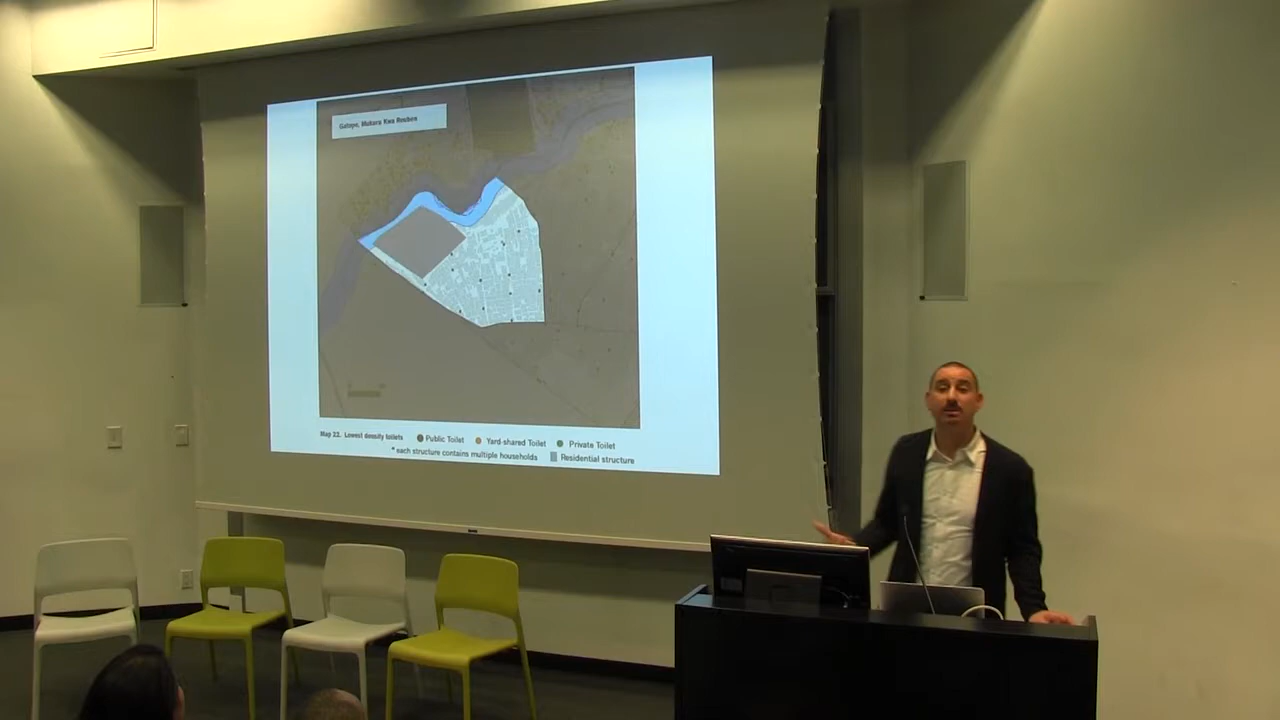 Gatope, Mukuru Kwa Reuben
Map 22. Lowest density toilets Public Toilet Yard-shared Toilet Private Toilet
* each structure contains multiple households Residential structure